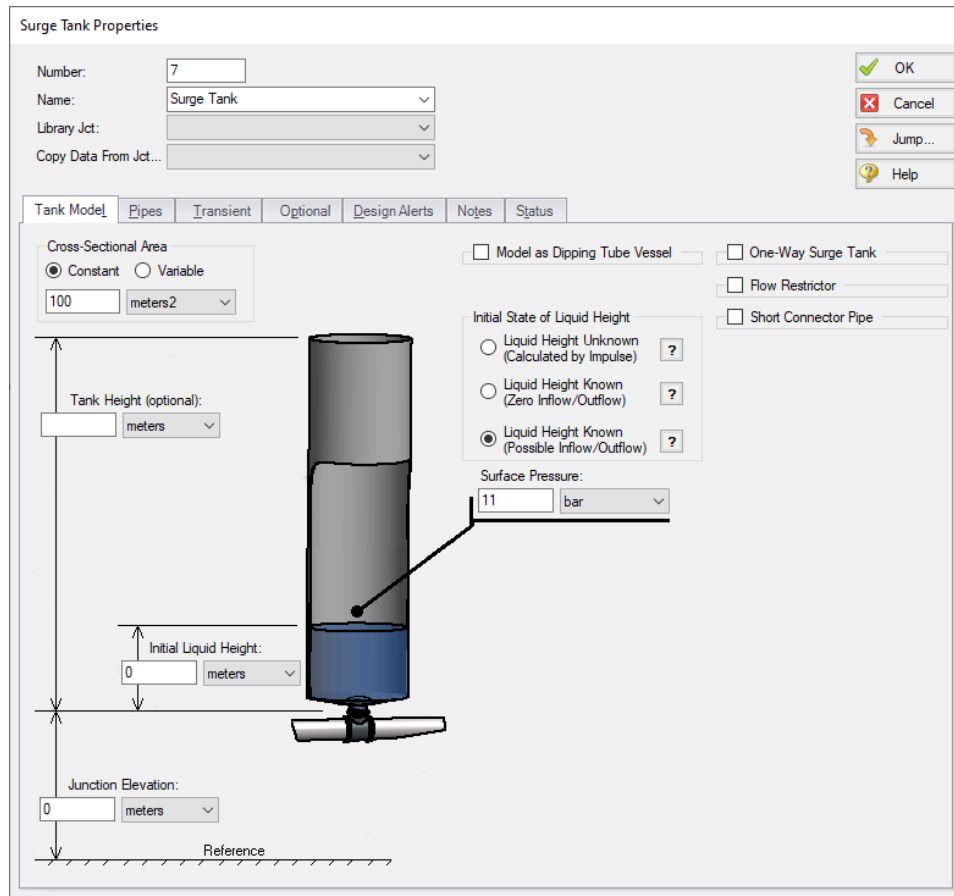 Surge Tank Properties
Number:
7
OK
Name:
Surge Tank
Cancel
Library Jct:
Jump...
Copy Data From Jct...
Help
Tank Model
Pipes
Transient
Optional
Design Alerts
Notes
Status
Cross-Sectional Area
Constant
Variable
100
meters2
Model as Dipping Tube Vessel
One-Way Surge Tank
Flow Restrictor
Short Connector Pipe
Initial State of Liquid Height
Liquid Height Unknown
(Calculated by Impulse)
?
Liquid Height Known
(Zero Inflow/Outflow)
?
Liquid Height Known
(Possible Inflow/Outflow)
?
Tank Height (optional):
meters
Surface Pressure:
11
bar
Initial Liquid Height:
0
meters
Junction Elevation:
0
meters
Reference